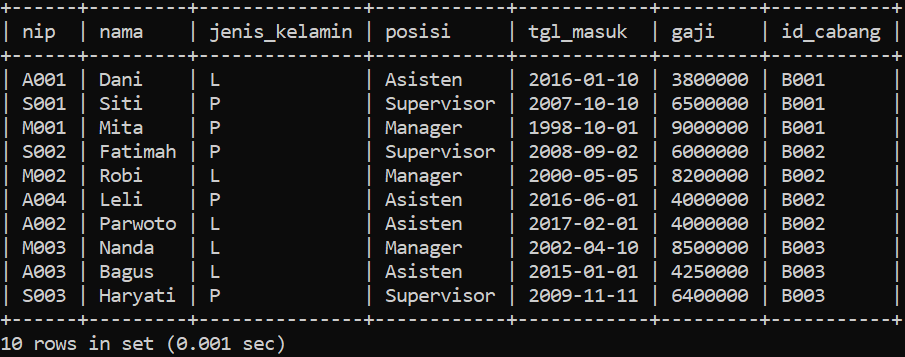 +------+----------+---------------+------------+------------+---------+-----------+
| nip  | nama     | jenis_kelamin | posisi     | tgl_masuk  | gaji    | id_cabang |
+------+----------+---------------+------------+------------+---------+-----------+
| A001 | Dani     | L             | Asisten    | 2016-01-10 | 3800000 | B001      |
| S001 | Siti     | P             | Supervisor | 2007-10-10 | 6500000 | B001      |
| M001 | Mita     | P             | Manager    | 1998-10-01 | 9000000 | B001      |
| S002 | Fatimah  | P             | Supervisor | 2008-09-02 | 6000000 | B002      |
| M002 | Robi     | L             | Manager    | 2000-05-05 | 8200000 | B002      |
| A004 | Leli     | P             | Asisten    | 2016-06-01 | 4000000 | B002      |
| A002 | Parwoto  | L             | Asisten    | 2017-02-01 | 4000000 | B002      |
| M003 | Nanda    | L             | Manager    | 2002-04-10 | 8500000 | B003      |
| A003 | Bagus    | L             | Asisten    | 2015-01-01 | 4250000 | B003      |
| S003 | Haryati  | P             | Supervisor | 2009-11-11 | 6400000 | B003      |
+------+----------+---------------+------------+------------+---------+-----------+
10 rows in set (0.001 sec)